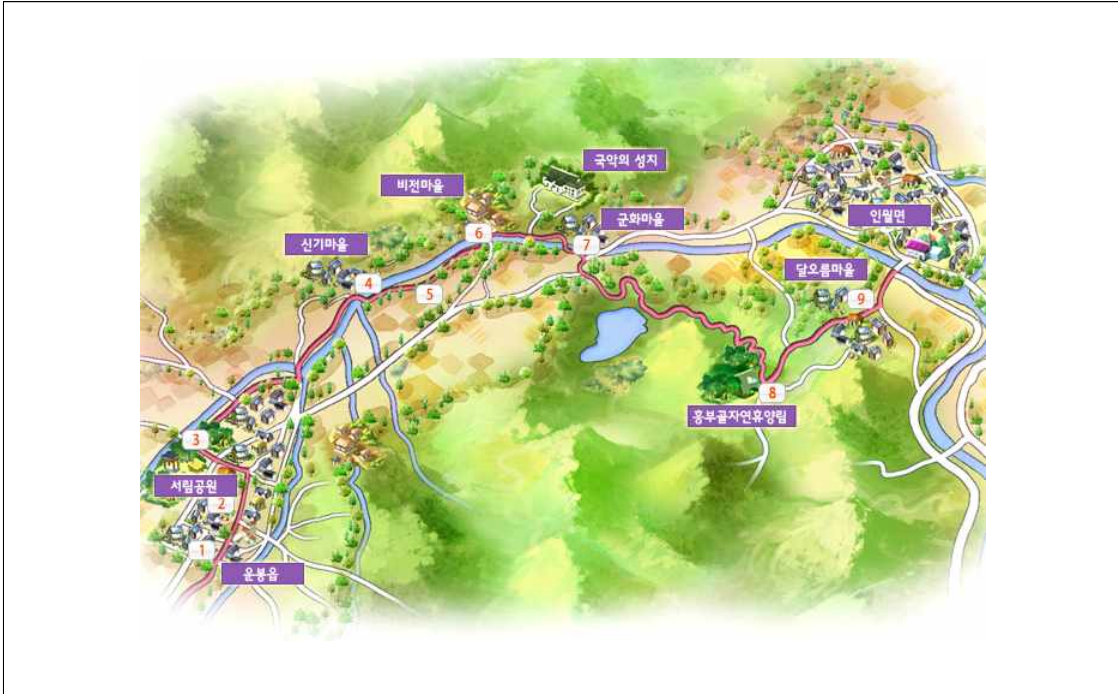 국악의 성지
비전마을
군화마을
인월면
신기마을
달오름마을
6
7
4
5
9
8
흥부골자연휴양림
3
서림공원
2
1
운봉읍